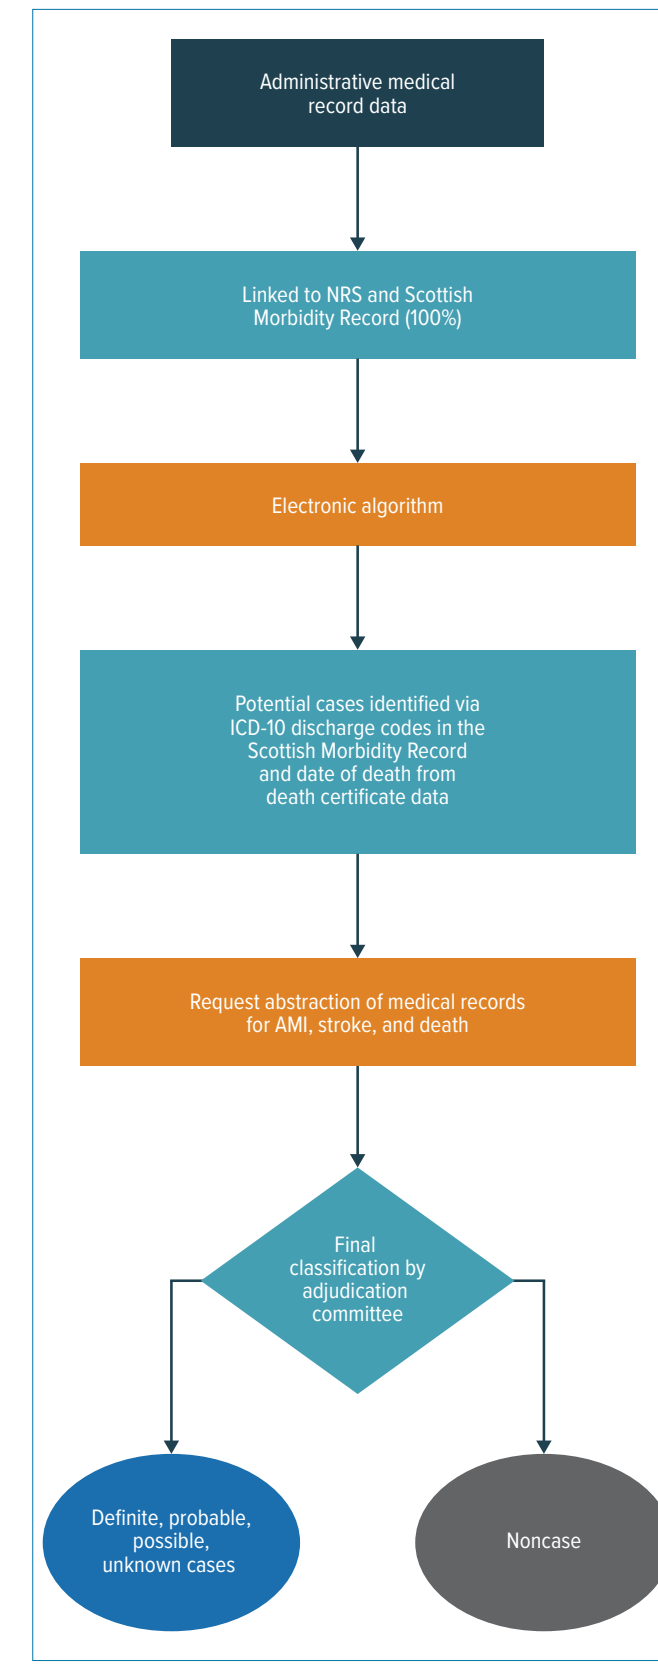 Administrative medical
record data
Linked to NRS and Scottish
Morbidity Record (100%)
Electronic algorithm
Potential cases identified via
ICD-10 discharge codes in the
Scottish Morbidity Record
and date of death from
death certificate data
Request abstraction of medical records
for AMI, stroke, and death
Final
classification by
adjudication
committee
Definite, probable,
possible,
unknown cases
Noncase